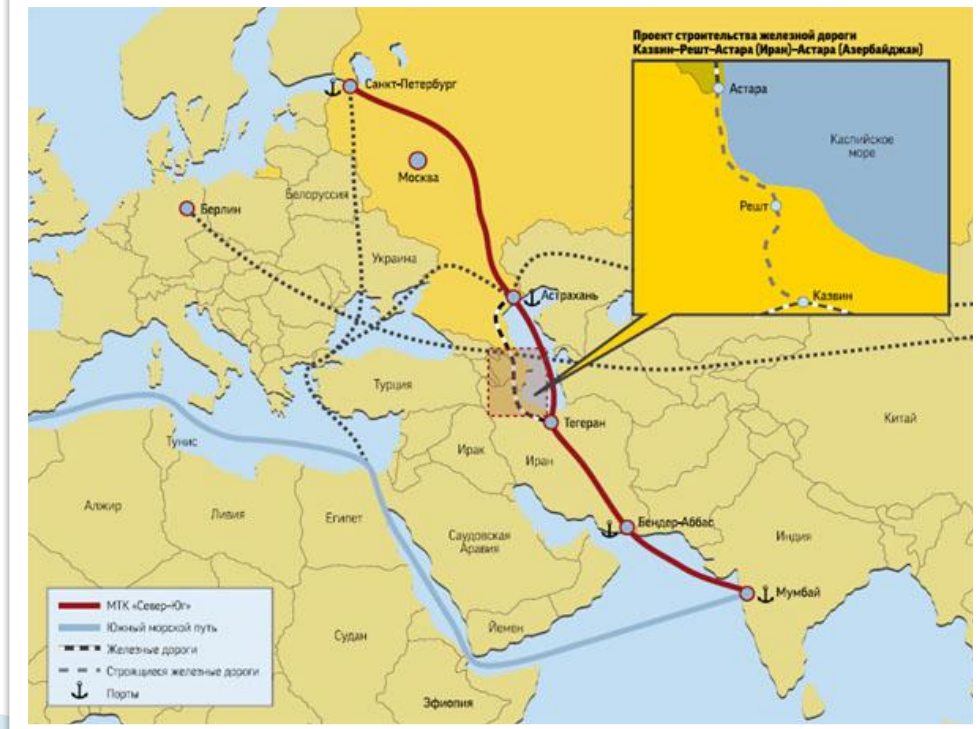 Проект строительства железной дороги
Казвин–Решт–Астара (Иран)–Астара (Азербайджан)
Астара
Каспийское
море
Решт
Казвин
Санкт-Петербург
Москва
Белоруссия
Берлин
Украина
Астрахань
Турция
Тегеран
Китай
Тунис
Ирак
Иран
Алжир
Ливия
Египет
Бендер-Аббас
Индия
Саудовская
Аравия
Мумбай
Йемен
Судан
Эфиопия
МТК «Север–Юг»
Южный морской путь
Железные дороги
Строящиеся железные дороги
Порты